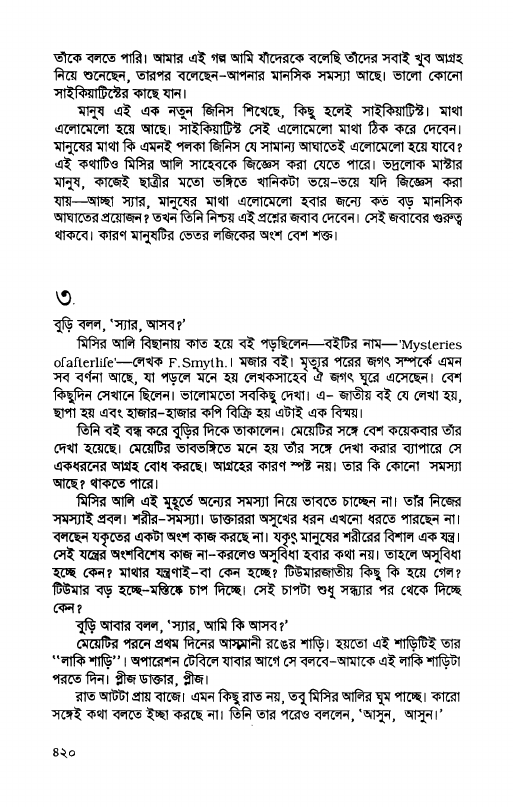 তাঁকে বলতে পারি। আমার এই গল্প আমি যাঁদেরকে বলেছি তাঁদের সবাই খুব আগ্রহ
নিয়ে শুনেছেন, তারপর বলেছেন–আপনার মানসিক সমস্যা আছে। ভালো কোনো
সাইকিয়াট্রিস্টের কাছে যান।
মানুষ এই এক নতুন জিনিস শিখেছে, কিছু হলেই সাইকিয়াট্রিস্ট। মাথা
এলোমেলো হয়ে আছে। সাইকিয়াট্রিস্ট সেই এলোমেলো মাথা ঠিক করে দেবেন।
মানুষের মাথা কি এমনই পলকা জিনিস যে সামান্য আঘাতেই এলোমেলো হয়ে যাবে?
এই কথাটিও মিসির আলি সাহেবকে জিজ্ঞেস করা যেতে পারে। ভদ্রলোক মাস্টার
মানুষ, কাজেই ছাত্রীর মতো ভঙ্গিতে খানিকটা ভয়ে–ভয়ে যদি জিজ্ঞেস করা
যায়—আচ্ছা স্যার, মানুষের মাথা এলোমেলো হবার জন্যে কত বড় মানসিক
আঘাতের প্রয়োজন? তখন তিনি নিশ্চয় এই প্রশ্নের জবাব দেবেন। সেই জবাবের গুরুত্ব
থাকবে। কারণ মানুষটির ভেতর লজিকের অংশ বেশ শক্ত।
৩.
বুড়ি বলল, ‘স্যার, আসব?’
মিসির আলি বিছানায় কাত হয়ে বই পড়ছিলেন—বইটির নাম—‘Mysteries
of afterlife’—লেখক F. Smyth.। মজার বই। মৃত্যুর পরের জগৎ সম্পর্কে এমন
সব বর্ণনা আছে, যা পড়লে মনে হয় লেখকসাহেব ঐ জগৎ ঘুরে এসেছেন। বেশ
কিছুদিন সেখানে ছিলেন। ভালোমতো সবকিছু দেখা। এ– জাতীয় বই যে লেখা হয়,
ছাপা হয় এবং হাজার–হাজার কপি বিক্রি হয় এটাই এক বিস্ময়।
তিনি বই বন্ধ করে বুড়ির দিকে তাকালেন। মেয়েটির সঙ্গে বেশ কয়েকবার তাঁর
দেখা হয়েছে। মেয়েটির ভাবভঙ্গিতে মনে হয় তাঁর সঙ্গে দেখা করার ব্যাপারে সে
একধরনের আগ্রহ বোধ করছে। আগ্রহের কারণ স্পষ্ট নয়। তার কি কোনো সমস্যা
আছে? থাকতে পারে।
মিসির আলি এই মুহূর্তে অন্যের সমস্যা নিয়ে ভাবতে চাচ্ছেন না। তাঁর নিজের
সমস্যাই প্রবল। শরীর–সমস্যা। ডাক্তাররা অসুখের ধরন এখনো ধরতে পারছেন না।
বলছেন যকৃতের একটা অংশ কাজ করছে না। যকৃৎ মানুষের শরীরের বিশাল এক যন্ত্র।
সেই যন্ত্রের অংশবিশেষ কাজ না–করলেও অসুবিধা হবার কথা নয়। তাহলে অসুবিধা
হচ্ছে কেন? মাথার যন্ত্রণাই–বা কেন হচ্ছে? টিউমারজাতীয় কিছু কি হয়ে গেল?
টিউমার বড় হচ্ছে–মস্তিষ্কে চাপ দিচ্ছে। সেই চাপটা শুধু সন্ধ্যার পর থেকে দিচ্ছে
কেন?
বুড়ি আবার বলল, ‘স্যার, আমি কি আসব?’
মেয়েটির পরনে প্রথম দিনের আসমানী রঙের শাড়ি। হয়তো এই শাড়িটিই তার
“লাকি শাড়ি”। অপারেশন টেবিলে যাবার আগে সে বলবে–আমাকে এই লাকি শাড়িটা
পরতে দিন। প্লীজ ডাক্তার, প্লীজ।
রাত আটটা প্রায় বাজে। এমন কিছু রাত নয়, তবু মিসির আলির ঘুম পাচ্ছে। কারো
সঙ্গেই কথা বলতে ইচ্ছা করছে না। তিনি তার পরেও বললেন, ‘আসুন, আসুন।’
৪২০